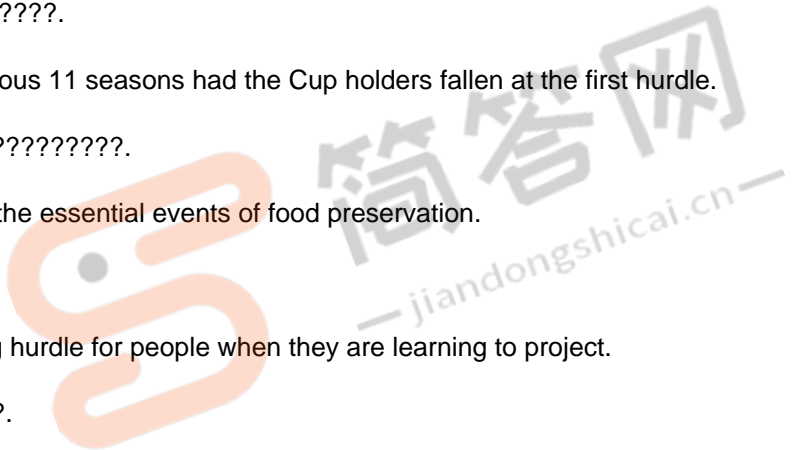 ????.
ous 11 seasons had the Cup holders fallen at the first hurdle.
?????????.
the essential events of food preservation.
hurdle for people when they are learning to project.
?.
简答网
jiandongshicai.cn